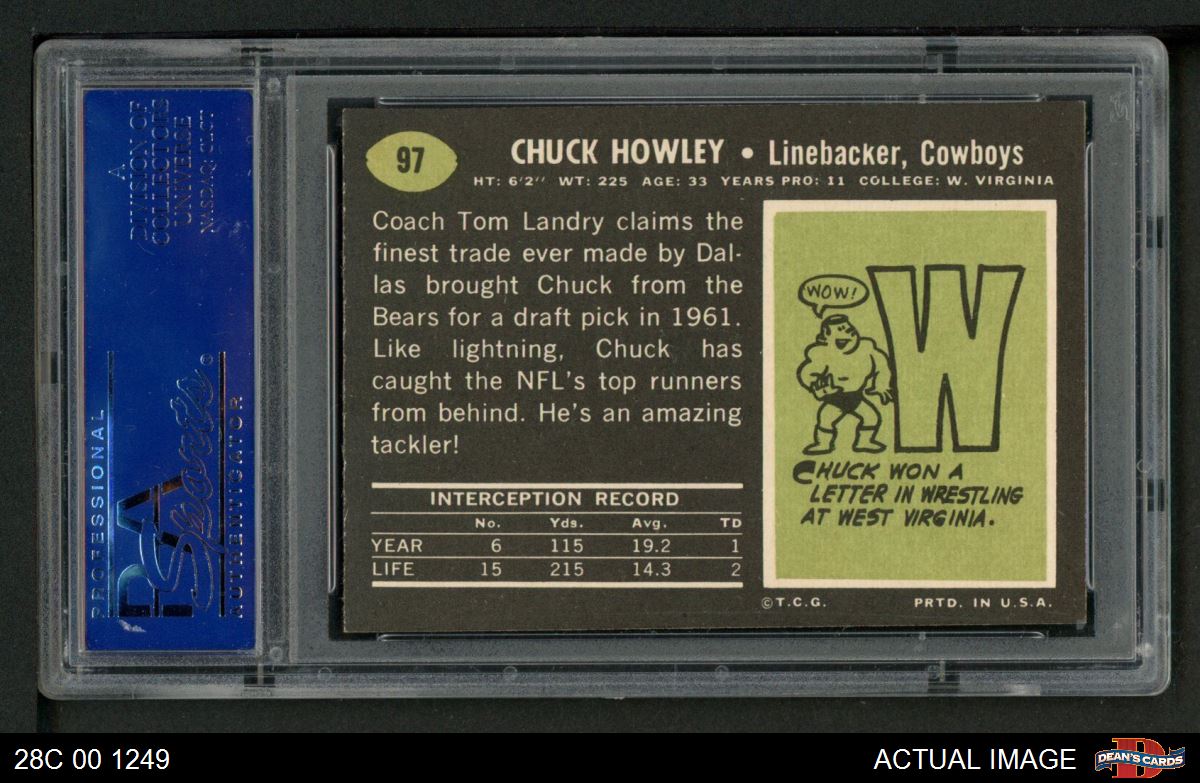 A
DIVISION OF
COLLECTORS
UNIVERSE
NASDAQ: CLCT
PROFESSIONAL
PSA
Sports®
AUTHENTICATOR
97
CHUCK HOWLEY • Linebacker, Cowboys
HT: 6'2" WT: 225 AGE: 33 YEARS PRO: 11 COLLEGE: W. VIRGINIA
Coach Tom Landry claims the
finest trade ever made by Dal-
las brought Chuck from the
Bears for a draft pick in 1961.
Like lightning, Chuck has
caught the NFL's top runners
from behind. He's an amazing
tackler!
INTERCEPTION RECORD
No. Yds. Avg. TD
YEAR 6 115 19.2 1
LIFE 15 215 14.3 2
WOW!
W
CHUCK WON A
LETTER IN WRESTLING
AT WEST VIRGINIA.
©T.C.G. PRTD. IN U.S.A.
28C 00 1249
ACTUAL IMAGE
D
DEAN'S CARDS